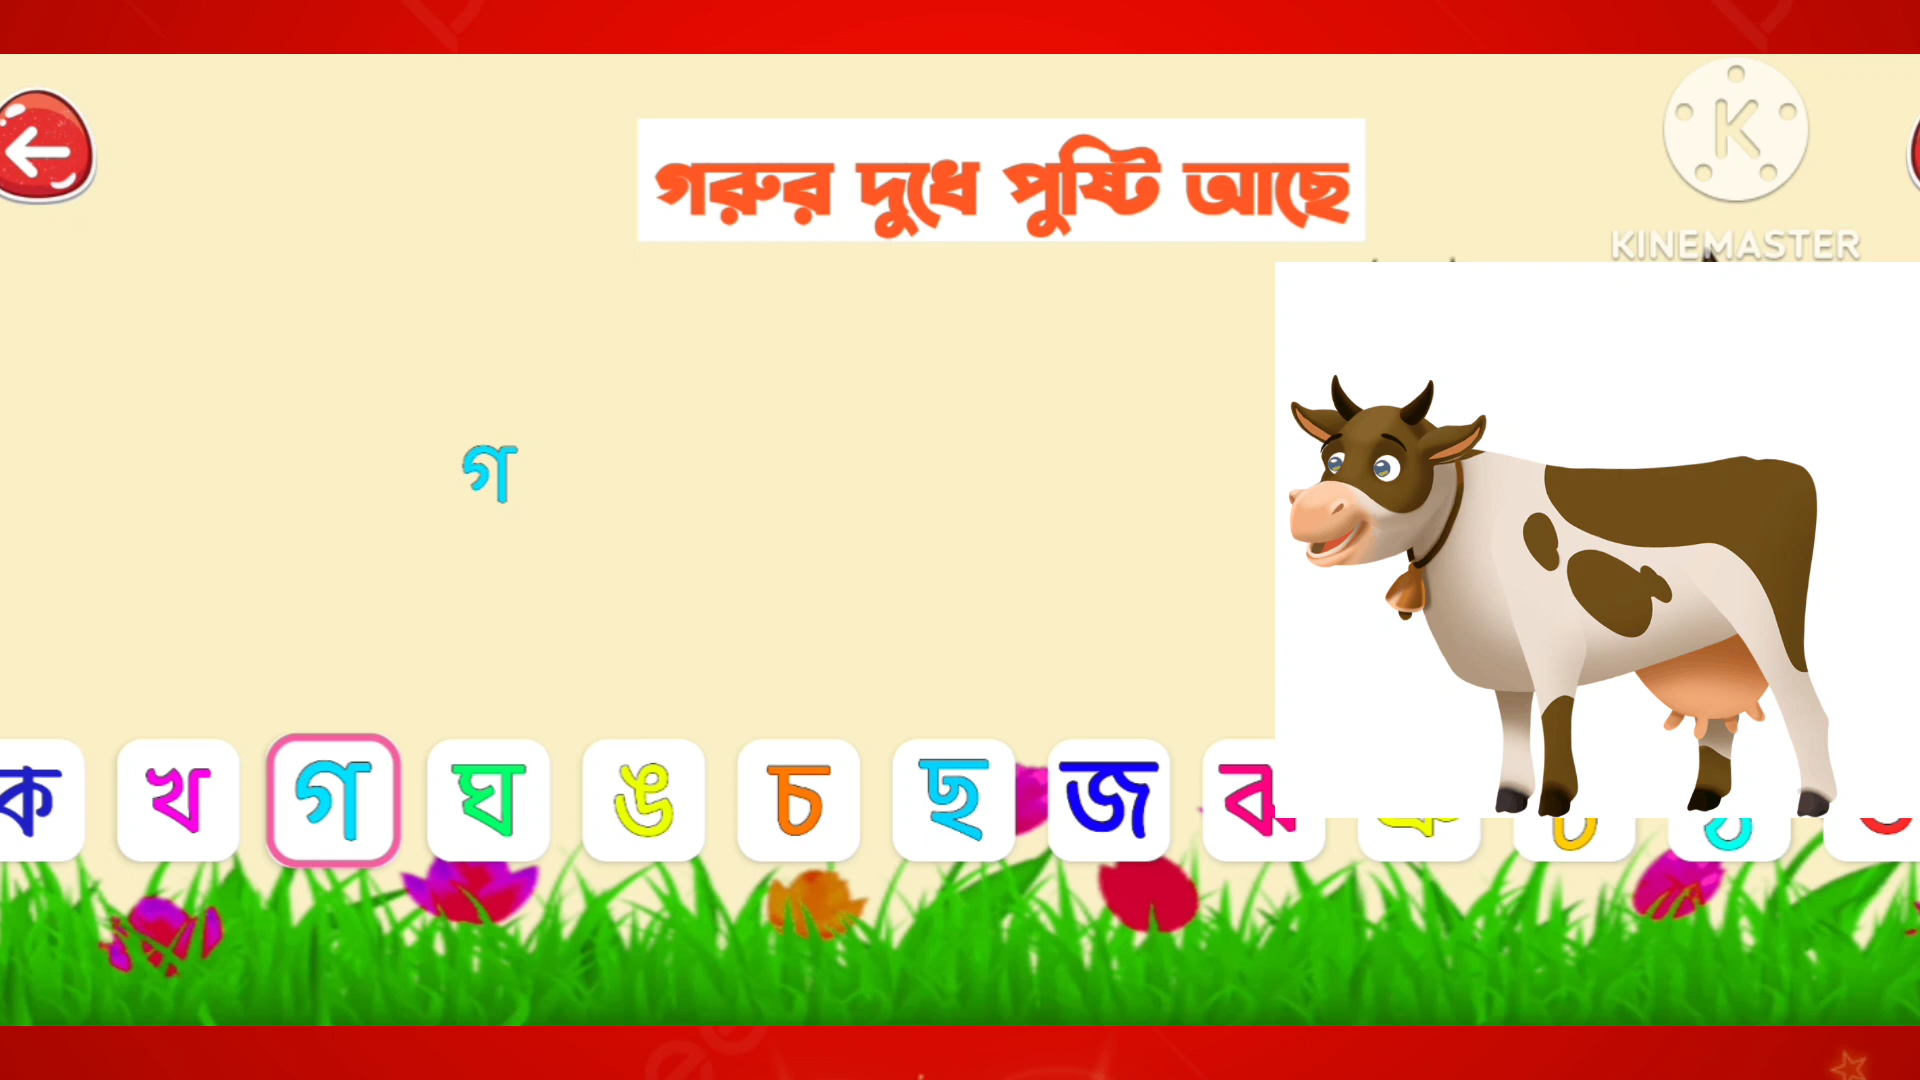 গরুর দুধে পুষ্টি আছে
K
KINEMASTER
গ
ক খ গ ঘ ঙ চ ছ জ